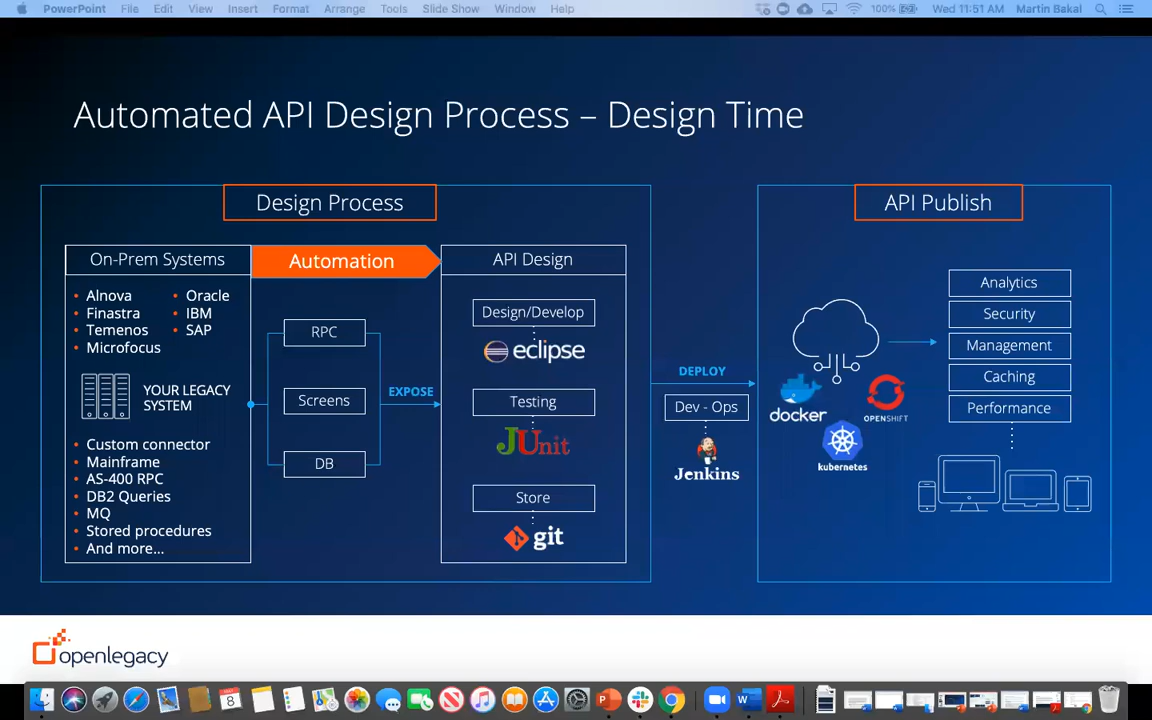 PowerPoint File Edit View Insert Format Arrange Tools Slide Show Window Help 100% Wed 11:51 AM Martin Bakal
Automated API Design Process – Design Time
Design Process
On-Prem Systems
Automation
API Design
• Alnova
• Finastra
• Temenos
• Microfocus
• Oracle
• IBM
• SAP
YOUR LEGACY
SYSTEM
• Custom connector
• Mainframe
• AS-400 RPC
• DB2 Queries
• MQ
• Stored procedures
• And more...
RPC
Screens
DB
EXPOSE
Design/Develop
eclipse
Testing
JUnit
Store
git
DEPLOY
Dev - Ops
Jenkins
API Publish
docker
OPENSHIFT
kubernetes
Analytics
Security
Management
Caching
Performance
openlegacy
8